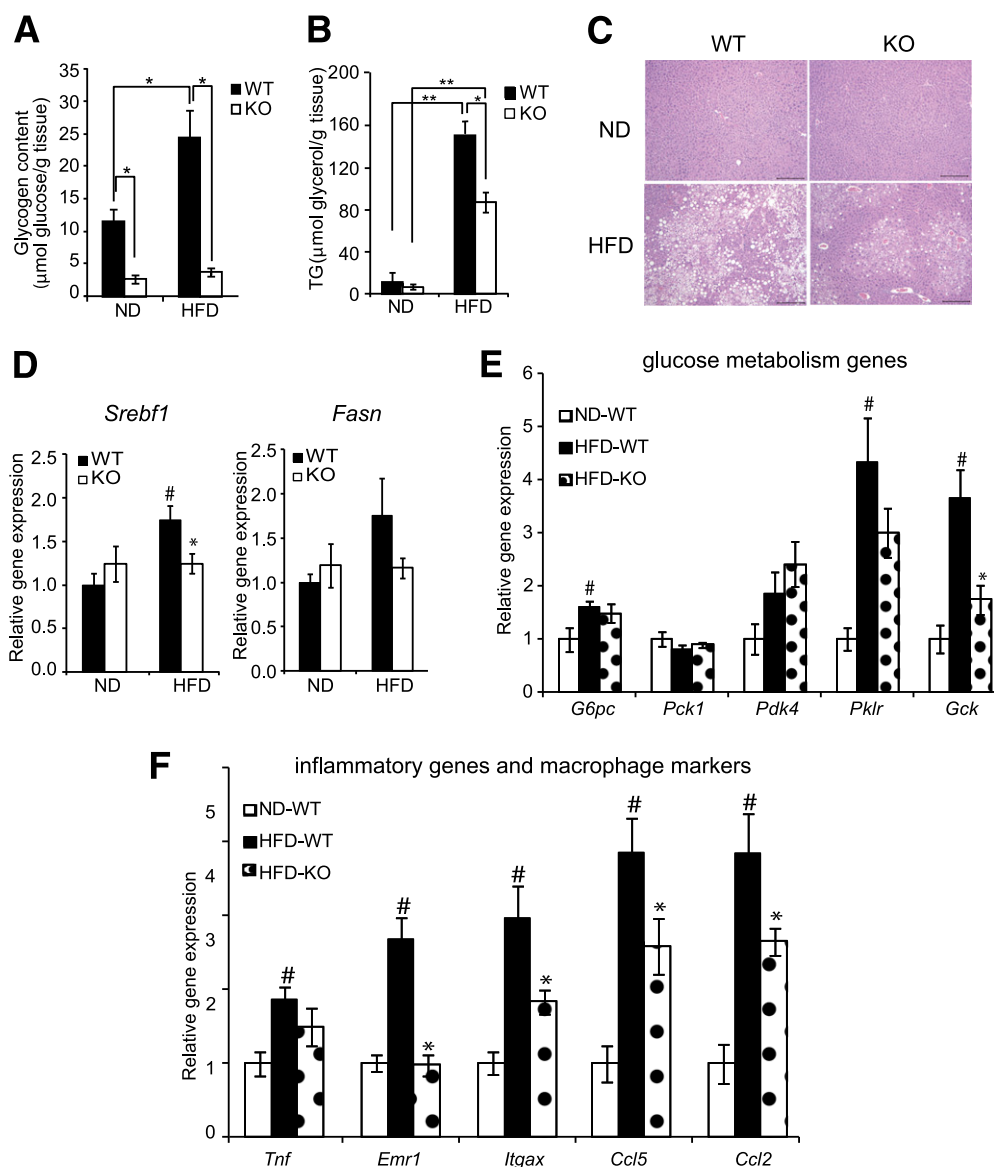 A
Glycogen content
(µmol glucose/g tissue)
35
30
25
20
15
10
5
0
* * *
WT
KO
ND HFD
B
TG(µmol glycerol/g tissue)
200
160
120
80
40
0
**
** *
WT
KO
ND HFD
C
WT KO
ND
HFD
D
Srebf1
Relative gene expression
2.5
2.0
1.5
1.0
0.5
0.0
WT
KO
#
*
ND HFD
Fasn
Relative gene expression
2.5
2.0
1.5
1.0
0.5
0.0
WT
KO
ND HFD
E
glucose metabolism genes
Relative gene expression
6
5
4
3
2
1
0
ND-WT
HFD-WT
HFD-KO
# # # *
G6pc Pck1 Pdk4 Pklr Gck
F
inflammatory genes and macrophage markers
Relative gene expression
5
4
3
2
1
0
ND-WT
HFD-WT
HFD-KO
# # * # * # * # *
Tnf Emr1 Itgax Ccl5 Ccl2